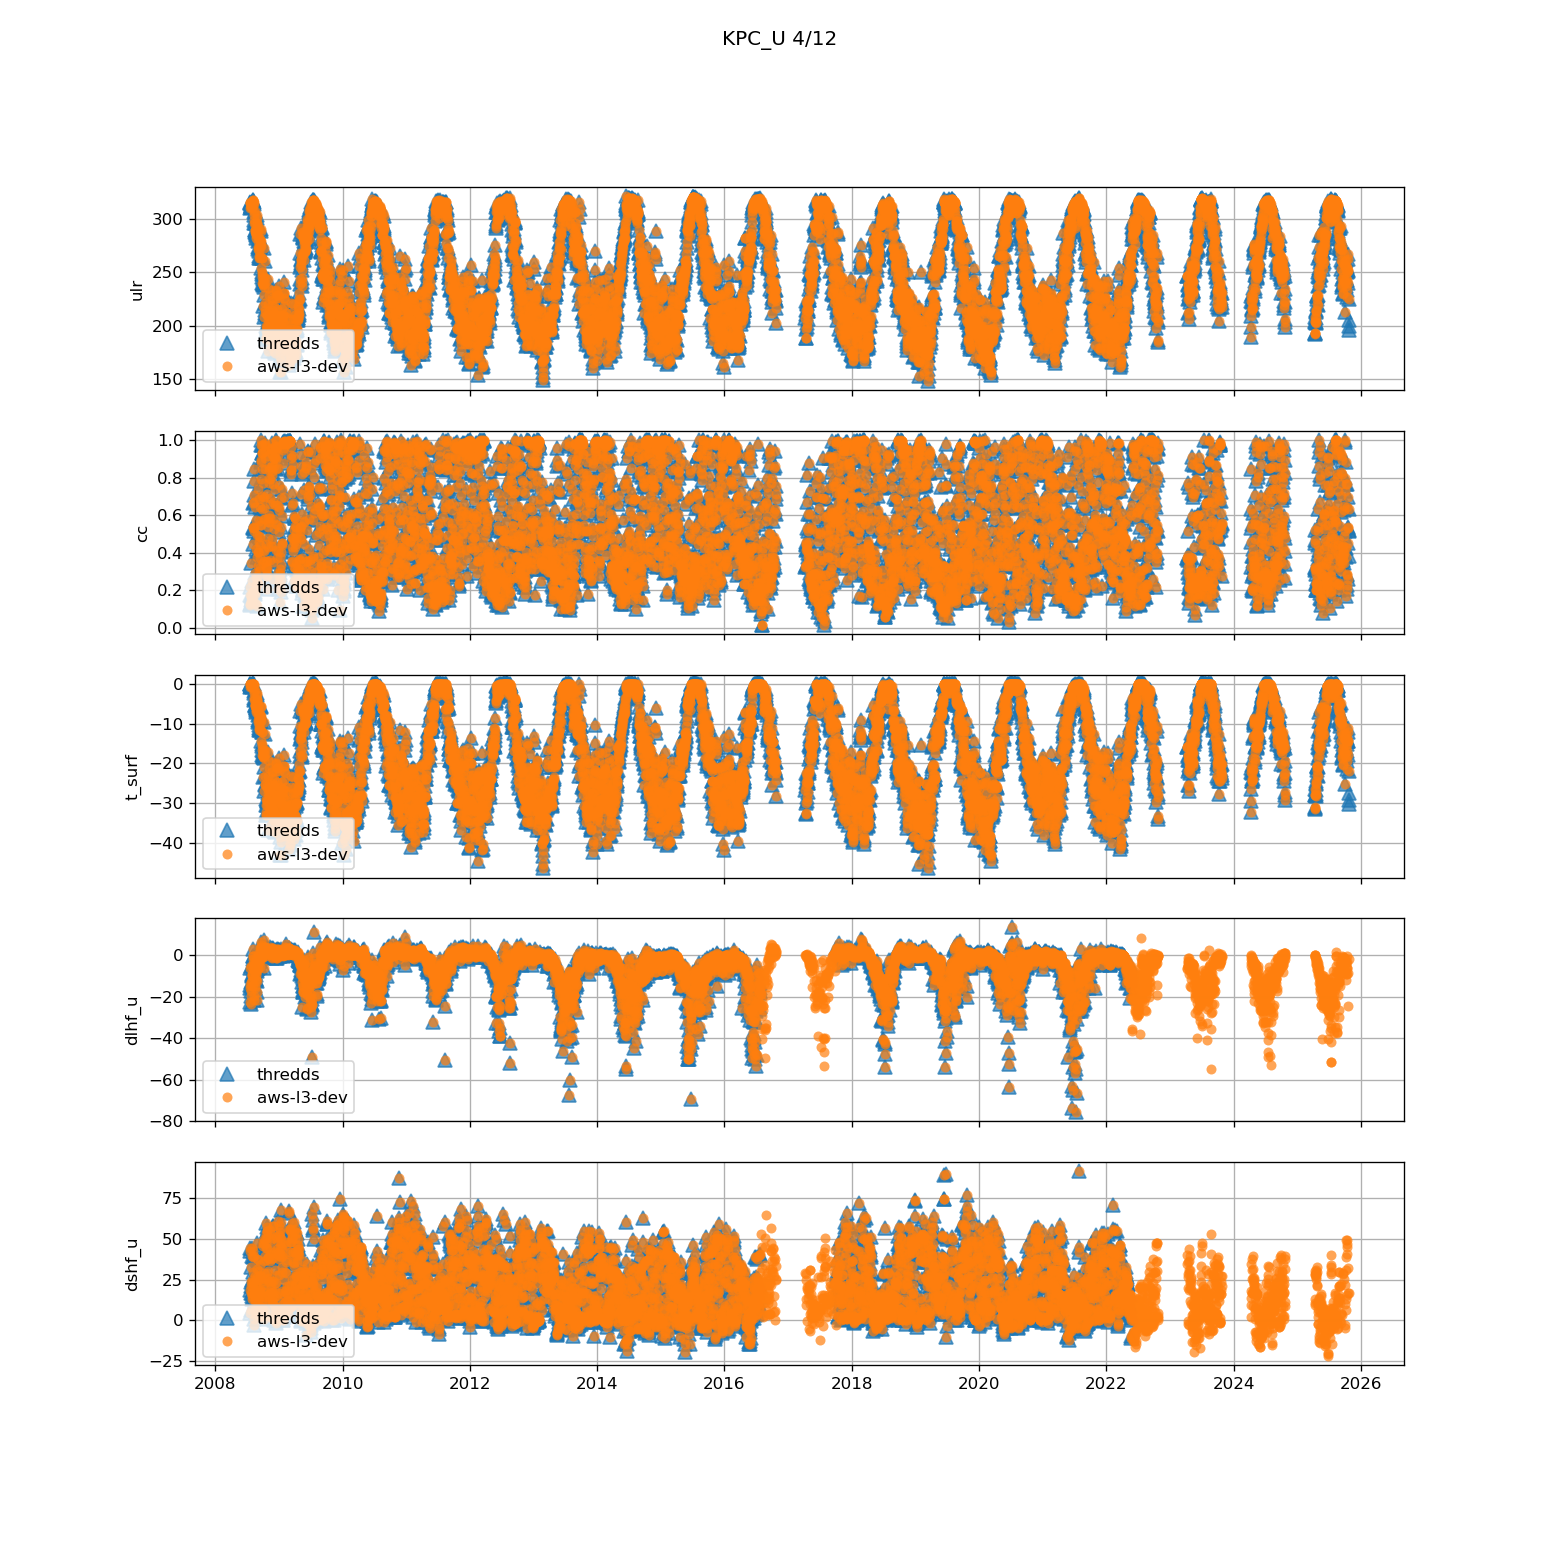 KPC_U 4/12
300
250
200
150
ulr
thredds
aws-l3-dev
1.0
0.8
0.6
0.4
0.2
0.0
cc
thredds
aws-l3-dev
0
−10
−20
−30
−40
t_surf
thredds
aws-l3-dev
0
−20
−40
−60
−80
dlhf_u
thredds
aws-l3-dev
75
50
25
0
−25
dshf_u
thredds
aws-l3-dev
2008 2010 2012 2014 2016 2018 2020 2022 2024 2026